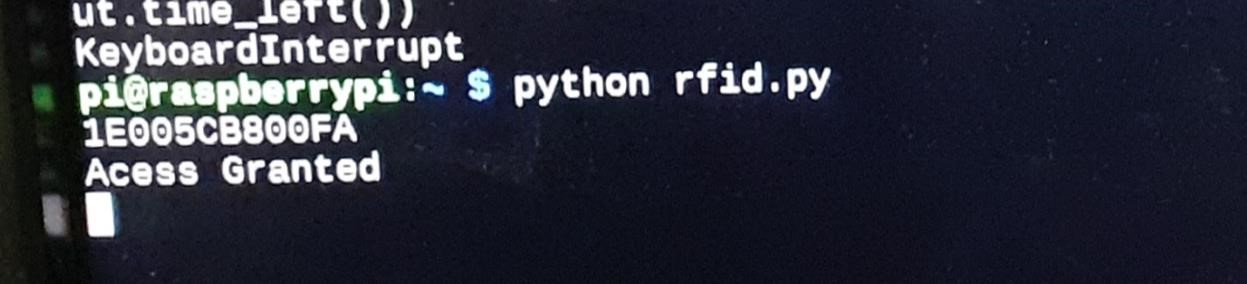 ut.time_left())
KeyboardInterrupt
pi@raspberrypi:~ $ python rfid.py
1E005CB800FA
Acess Granted